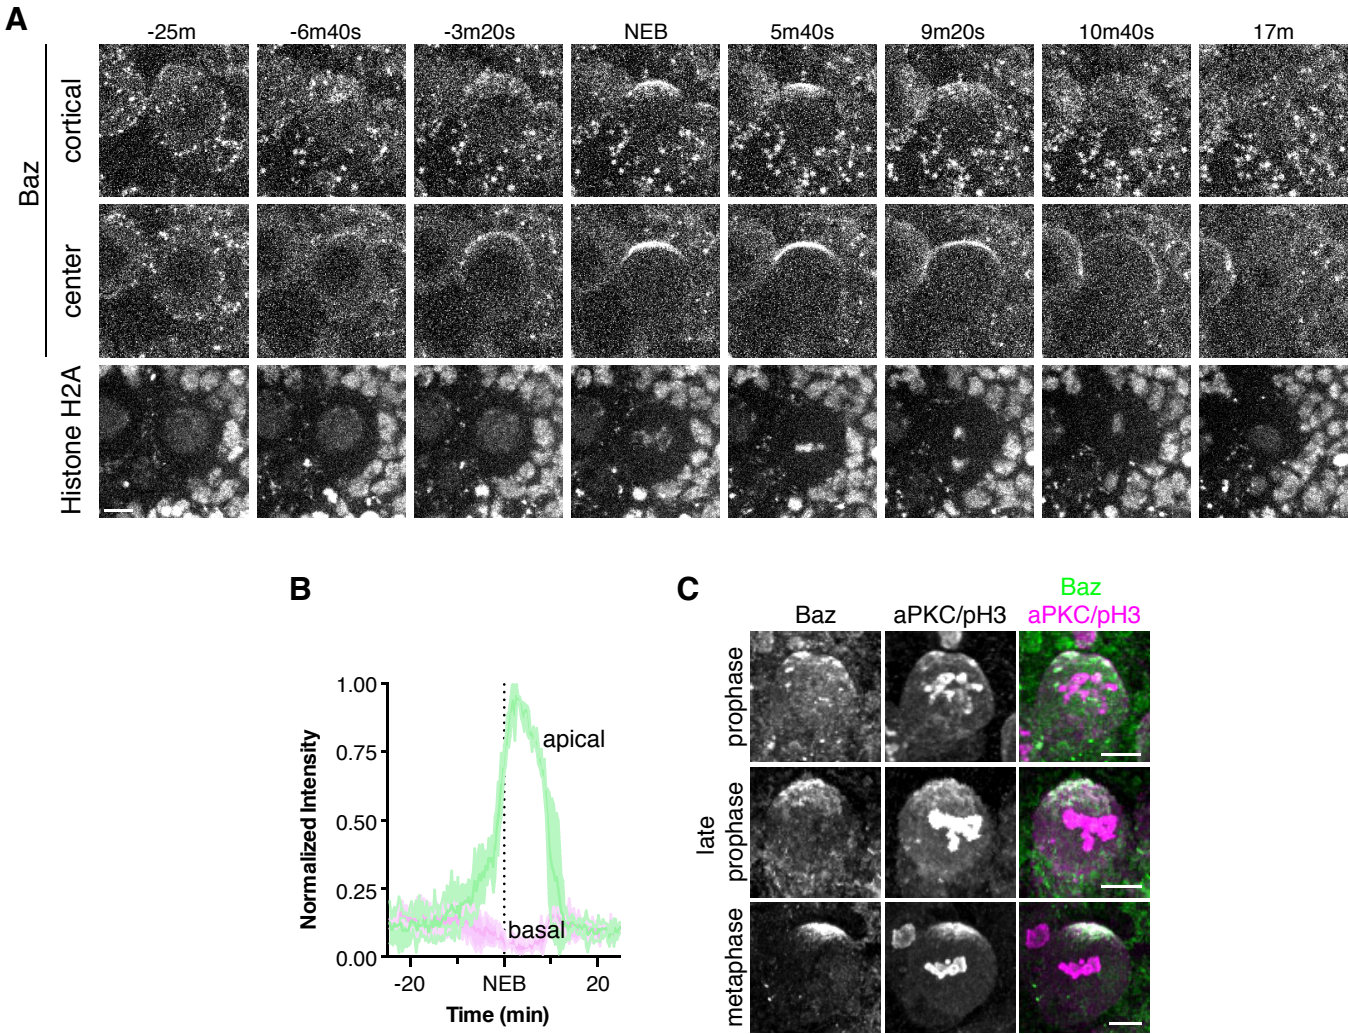 A
-25m -6m40s -3m20s NEB 5m40s 9m20s 10m40s 17m
Baz
cortical
center
Histone H2A
B
Normalized Intensity
1.00
0.75
0.50
0.25
0.00
apical
basal
-20 NEB 20
Time (min)
C
Baz
Baz aPKC/pH3 aPKC/pH3
prophase
late
prophase
metaphase